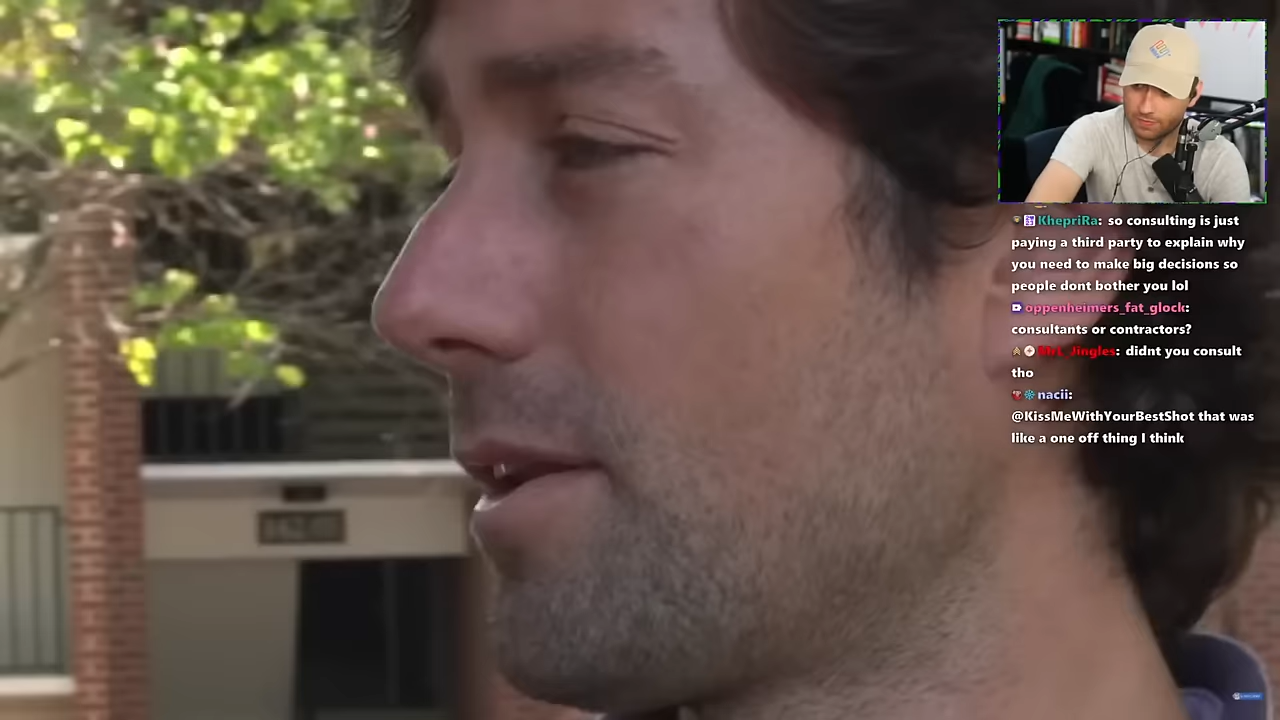 KhepriRa: so consulting is just
paying a third party to explain why
you need to make big decisions so
people dont bother you lol
oppenheimers_fat_glock:
consultants or contractors?
: didnt you consult
tho
nacii:
@KissMeWithYourBestShot that was
like a one off thing I think